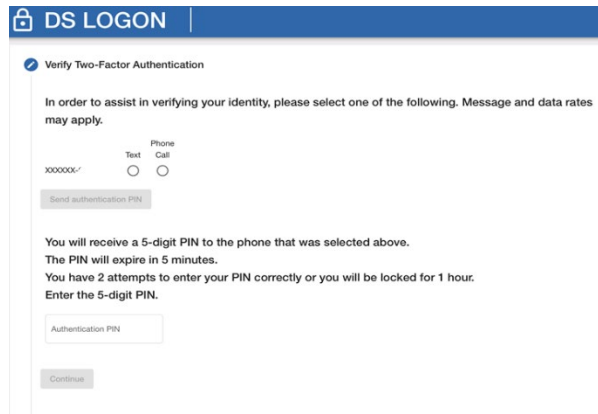 DS LOGON
Verify Two-Factor Authentication
In order to assist in verifying your identity, please select one of the following. Message and data rates
may apply.
Phone
Text Call
XXXXXX-
Send authentication PIN
You will receive a 5-digit PIN to the phone that was selected above.
The PIN will expire in 5 minutes.
You have 2 attempts to enter your PIN correctly or you will be locked for 1 hour.
Enter the 5-digit PIN.
Authentication PIN
Continue